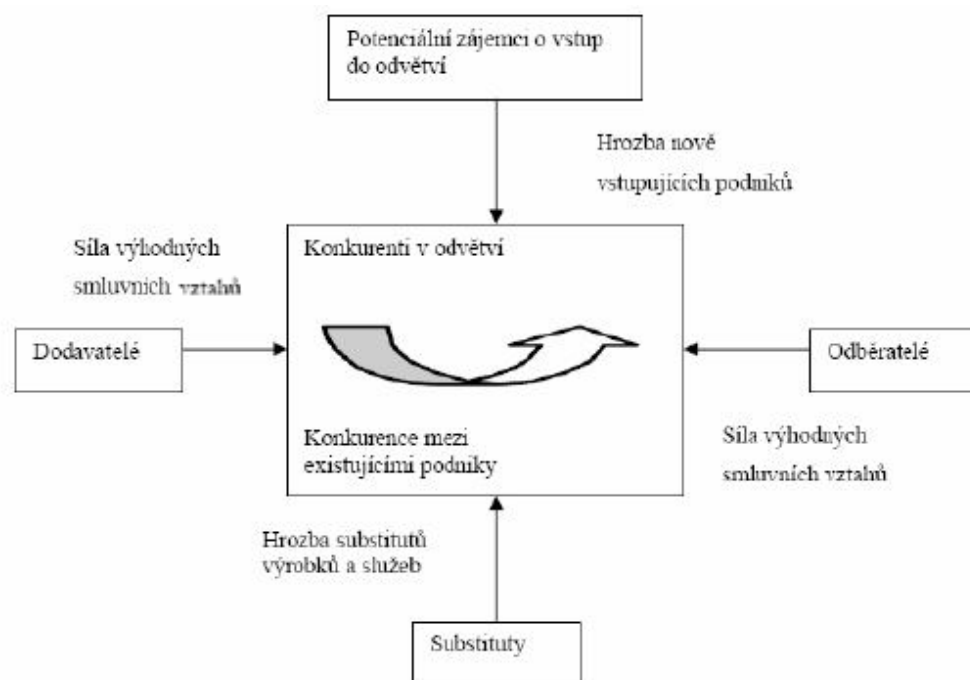 Potenciální zájemci o vstup
do odvětví
Hrozba nově
vstupujících podniků
Síla výhodných
smluvních vztahů
Konkurenti v odvětví
Dodavatelé
Odběratelé
Konkurence mezi
existujícími podniky
Síla výhodných
smluvních vztahů
Hrozba substitutů
výrobků a služeb
Substituty